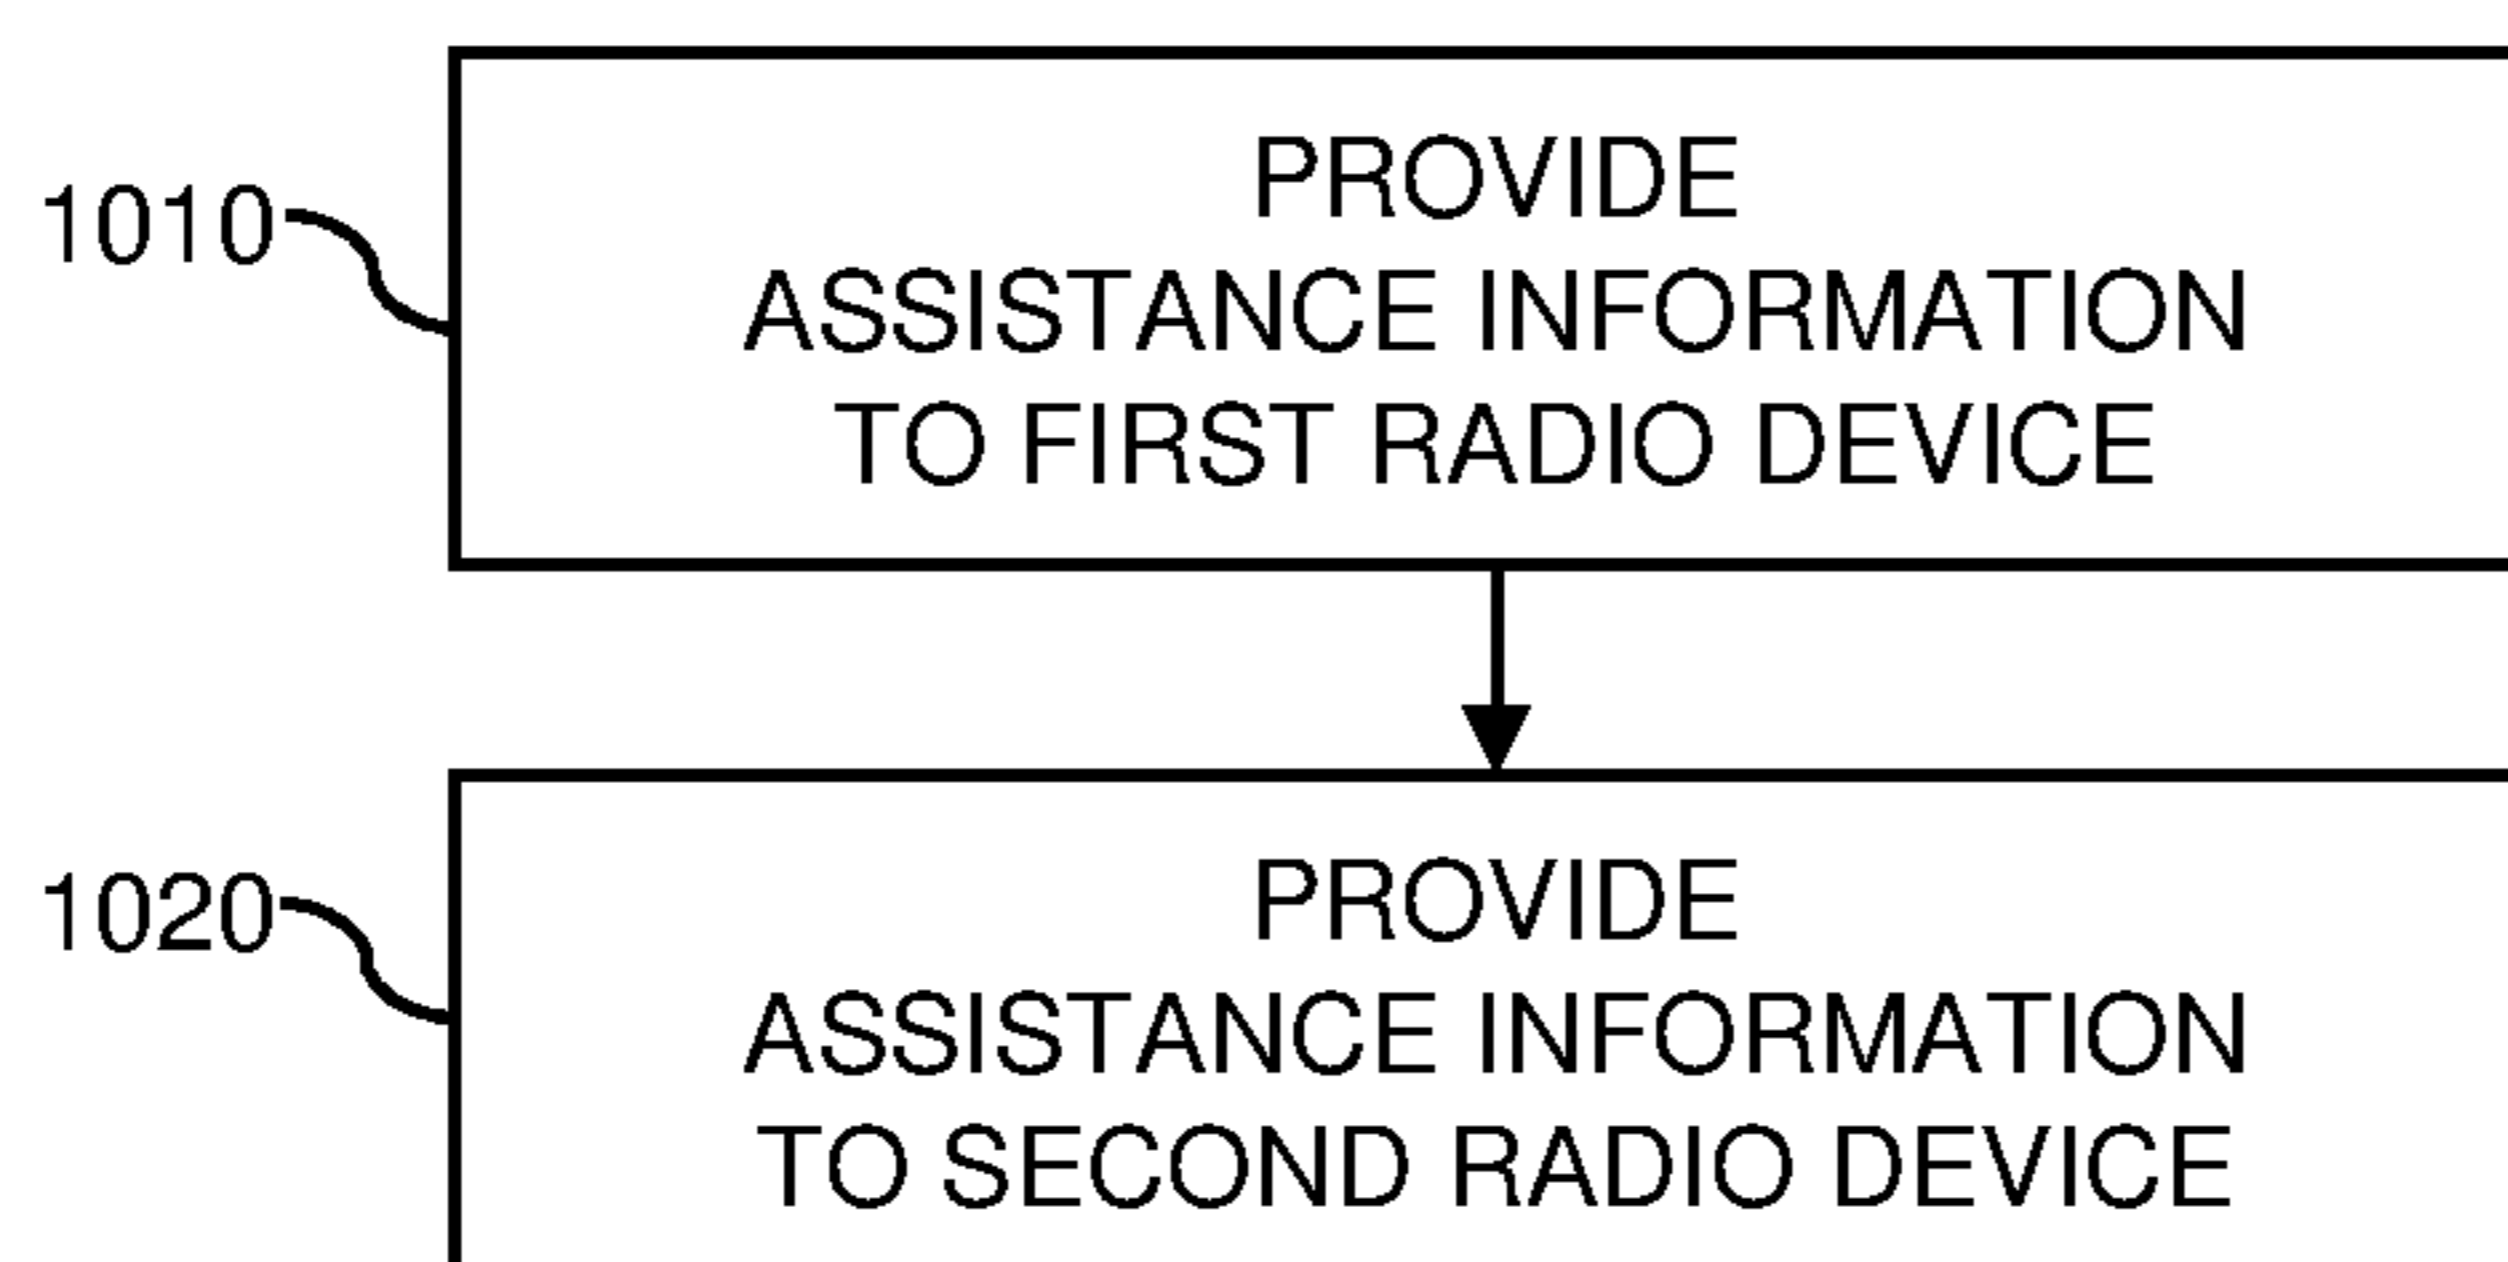 1010
PROVIDE
ASSISTANCE INFORMATION
TO FIRST RADIO DEVICE
1020
PROVIDE
ASSISTANCE INFORMATION
TO SECOND RADIO DEVICE